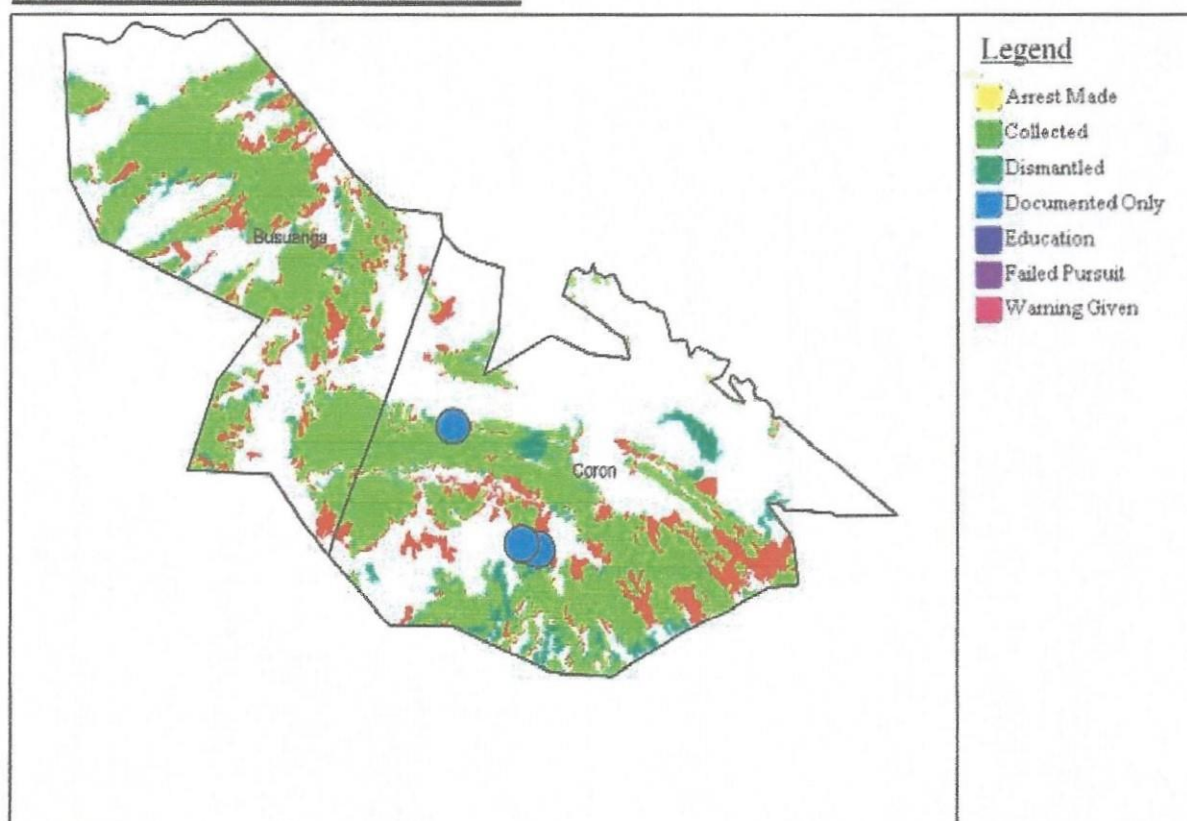 Legend
Arrest Made
Collected
Dismantled
Documented Only
Education
Failed Pursuit
Warning Given
Busuanga
Coron